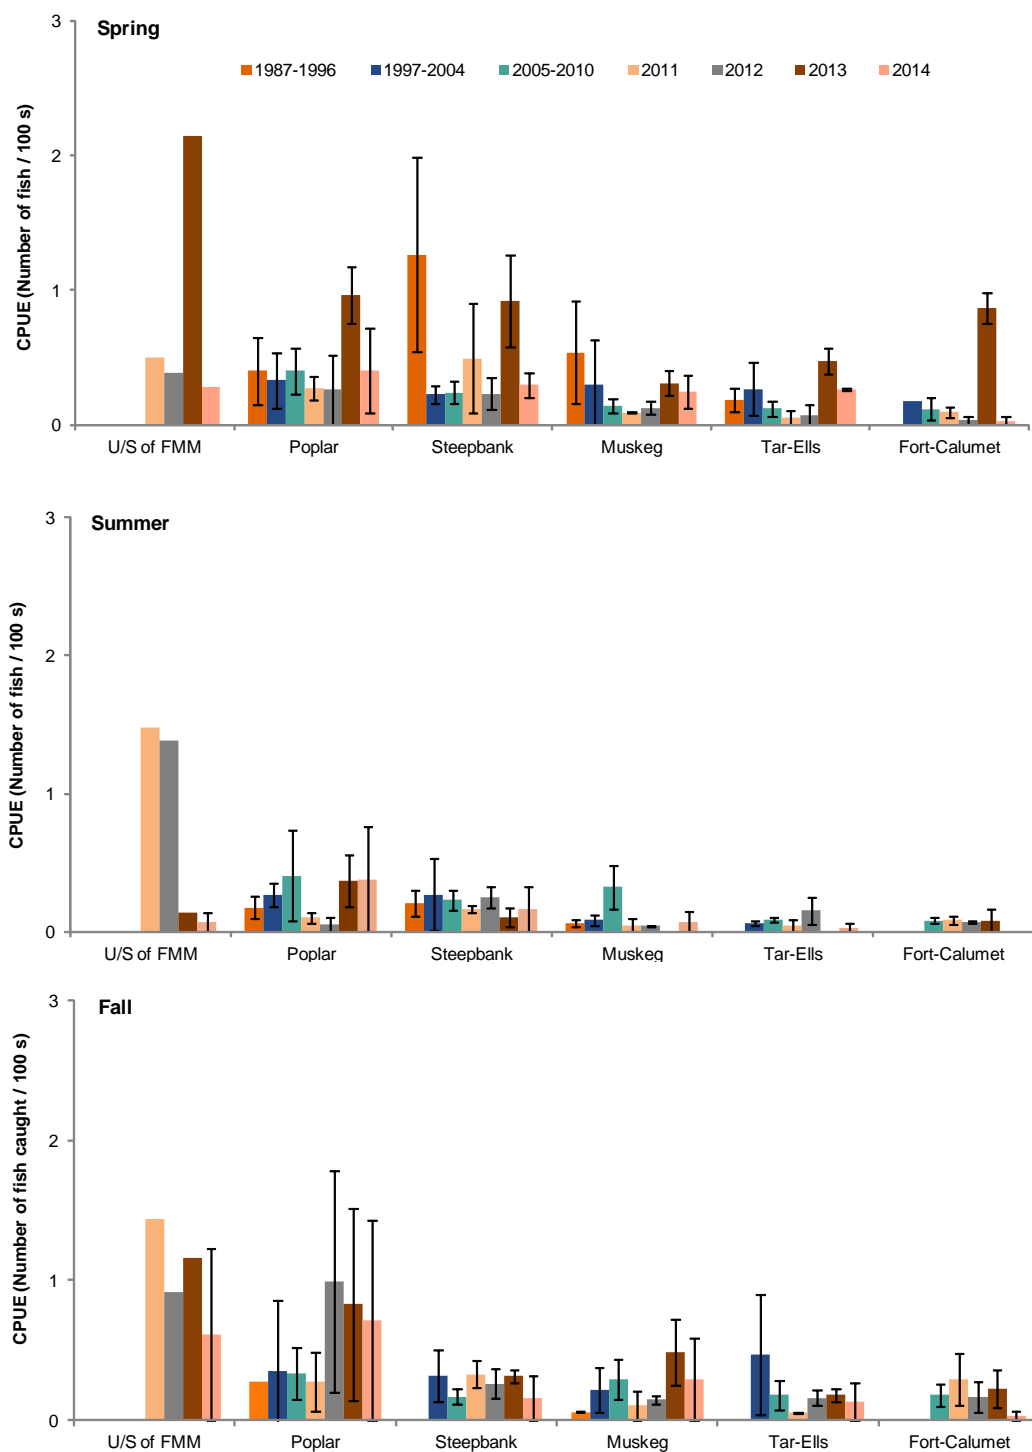 Spring
1987-1996 1997-2004 2005-2010 2011 2012 2013 2014
CPUE (Number of fish / 100 s)
3
2
1
0
U/S of FMM Poplar Steepbank Muskeg Tar-Ells Fort-Calumet
Summer
CPUE (Number of fish / 100 s)
3
2
1
0
U/S of FMM Poplar Steepbank Muskeg Tar-Ells Fort-Calumet
Fall
CPUE (Number of fish caught / 100 s)
3
2
1
0
U/S of FMM Poplar Steepbank Muskeg Tar-Ells Fort-Calumet